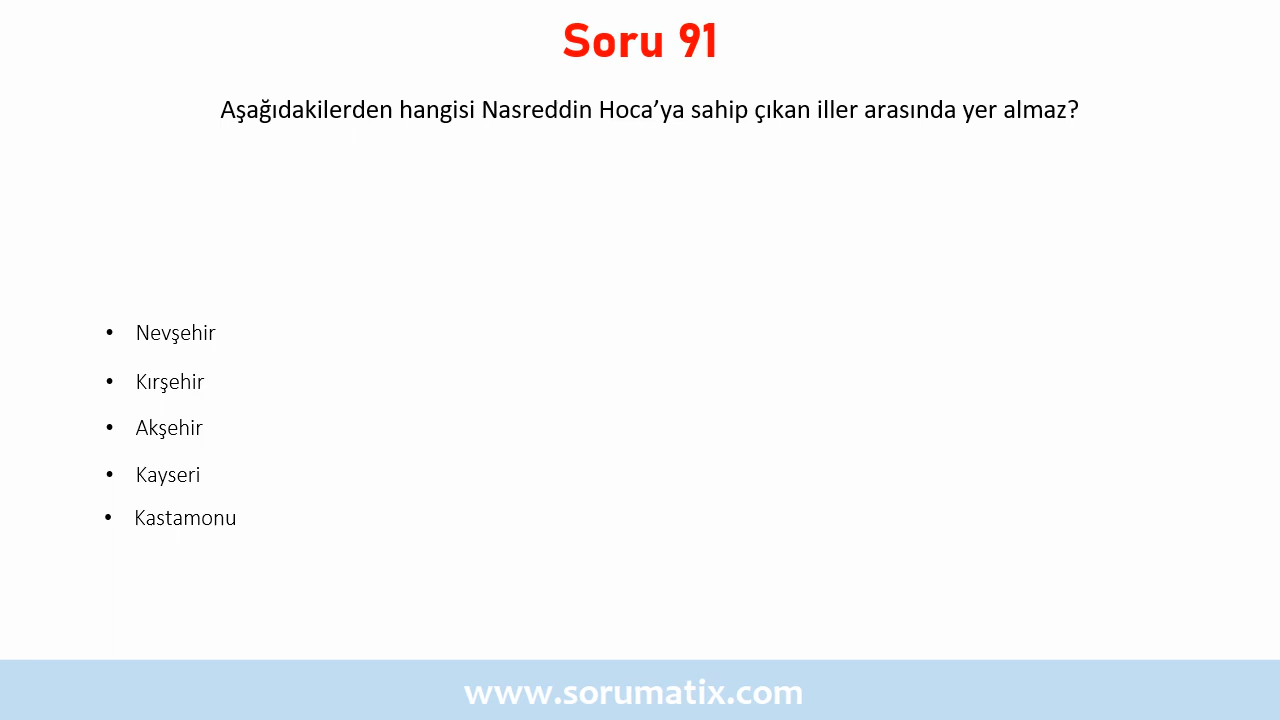 Soru 91
Aşağıdakilerden hangisi Nasreddin Hoca’ya sahip çıkan iller arasında yer almaz?
• Nevşehir
• Kırşehir
• Akşehir
• Kayseri
• Kastamonu
www.sorumatix.com